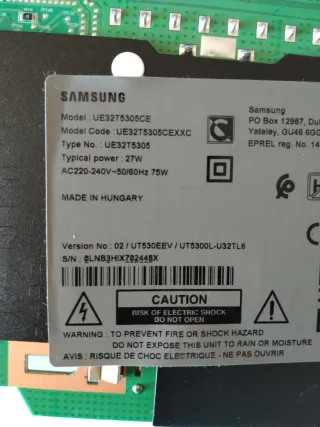 SAMSUNG
Model : UE32T5305CE
Model Code : UE32T5305CEXXC
Type No. : UE32T5305
Typical power : 27W
AC220-240V~50/60Hz 75W
Samsung
PO Box 12987,
Yateley, GU46 6GG
EPREL reg. No. 14
MADE IN HUNGARY
Version No : 02 / UT530EEV / UT5300L-U32TL6
S/N : 0LNB3HIX702448X
CAUTION
RISK OF ELECTRIC SHOCK
DO NOT OPEN
WARNING : TO PREVENT FIRE OR SHOCK HAZARD
DO NOT EXPOSE THIS UNIT TO RAIN OR MOISTURE
AVIS : RISQUE DE CHOC ELECTRIQUE - NE PAS OUVRIR